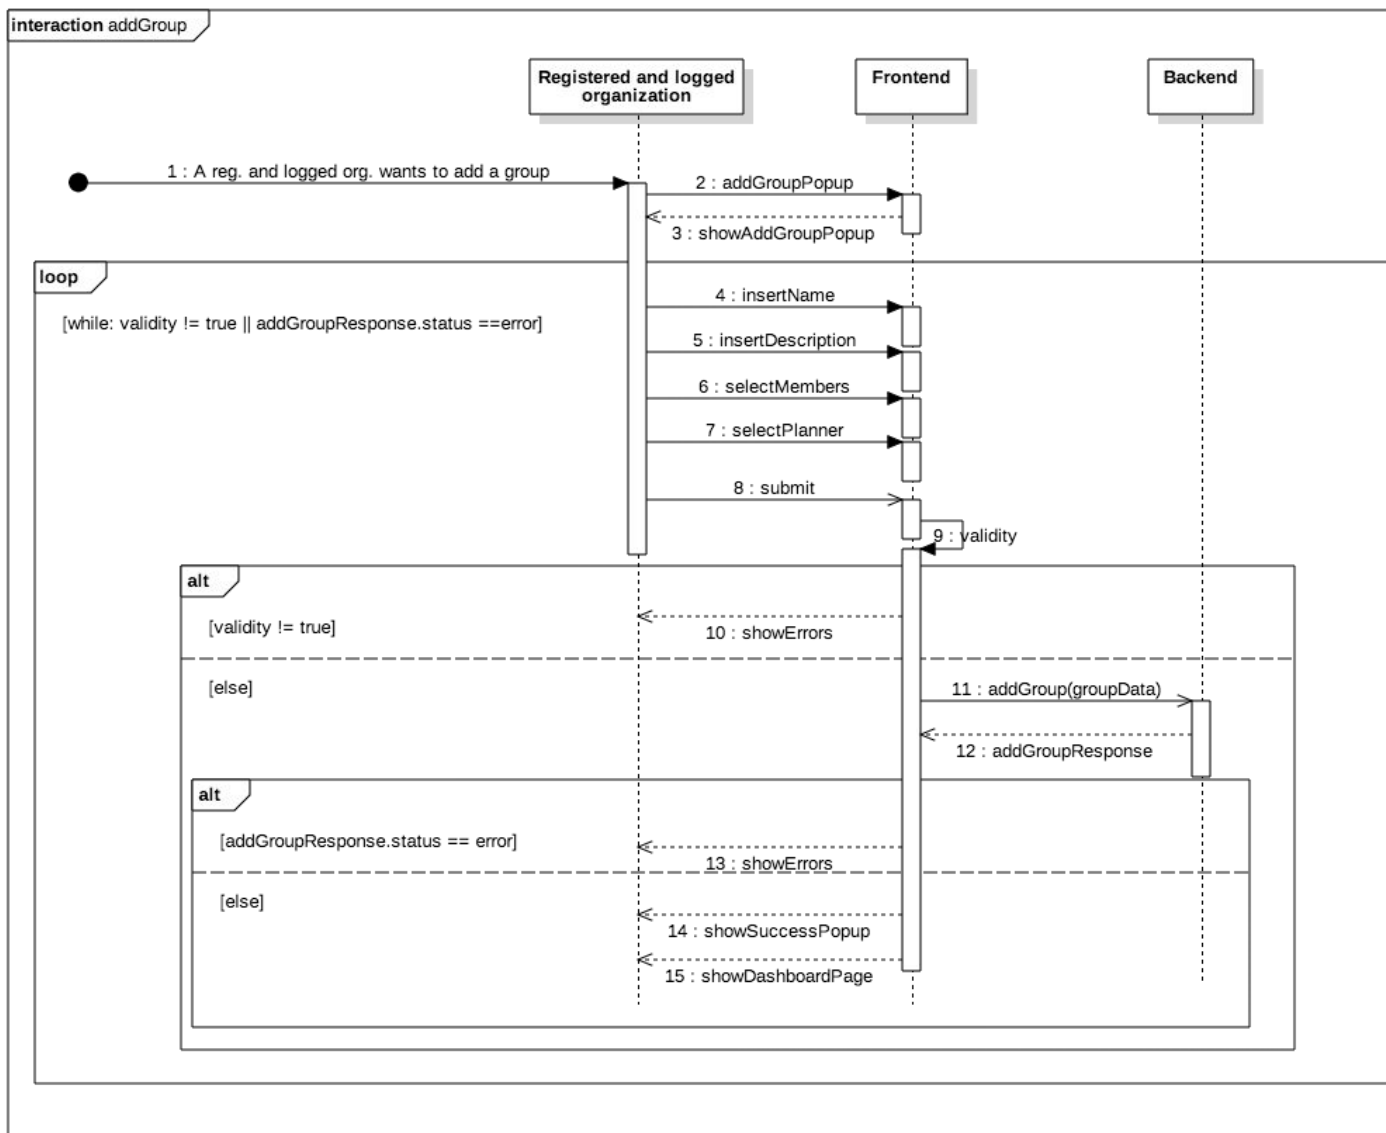 interaction addGroup
Registered and logged
organization
Frontend
Backend
1 : A reg. and logged org. wants to add a group
2 : addGroupPopup
3 : showAddGroupPopup
loop
[while: validity != true || addGroupResponse.status ==error]
4 : insertName
5 : insertDescription
6 : selectMembers
7 : selectPlanner
8 : submit
9 : validity
alt
[validity != true]
10 : showErrors
[else]
11 : addGroup(groupData)
12 : addGroupResponse
alt
[addGroupResponse.status == error]
13 : showErrors
[else]
14 : showSuccessPopup
15 : showDashboardPage